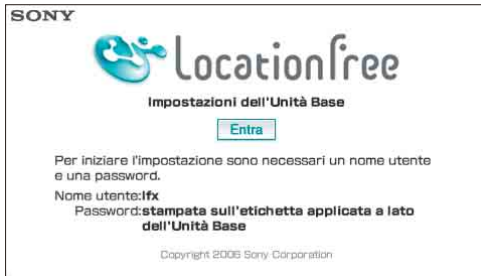 SONY
LocationFree
Impostazioni dell'Unità Base
Entra
Per iniziare l'impostazione sono necessari un nome utente
e una password.
Nome utente:lfx
Password:stampata sull'etichetta applicata a lato
dell'Unità Base
Copyright 2006 Sony Corporation